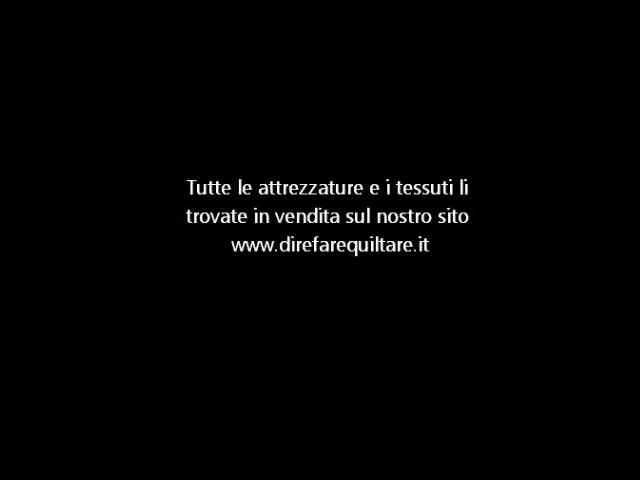 Tutte le attrezzature e i tessuti li
trovate in vendita sul nostro sito
www.direfarequiltare.it